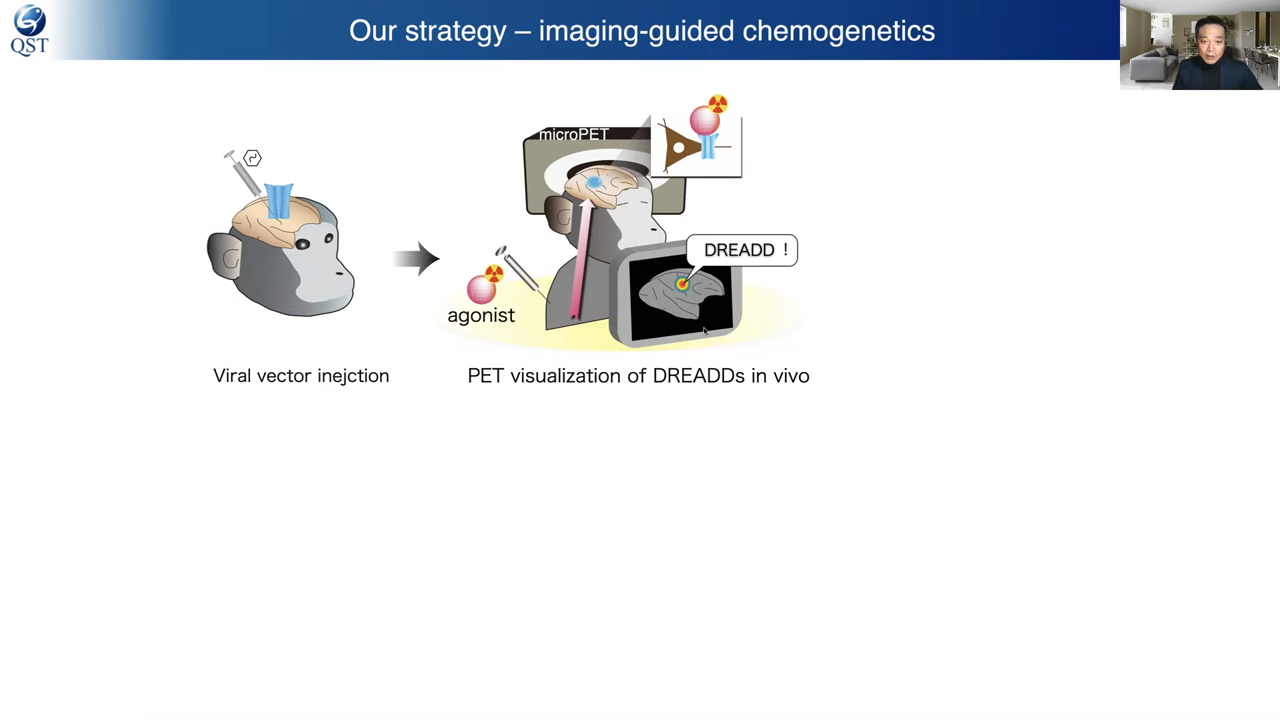 QST
Our strategy – imaging-guided chemogenetics
microPET
DREADD !
agonist
Viral vector inejction
PET visualization of DREADDs in vivo